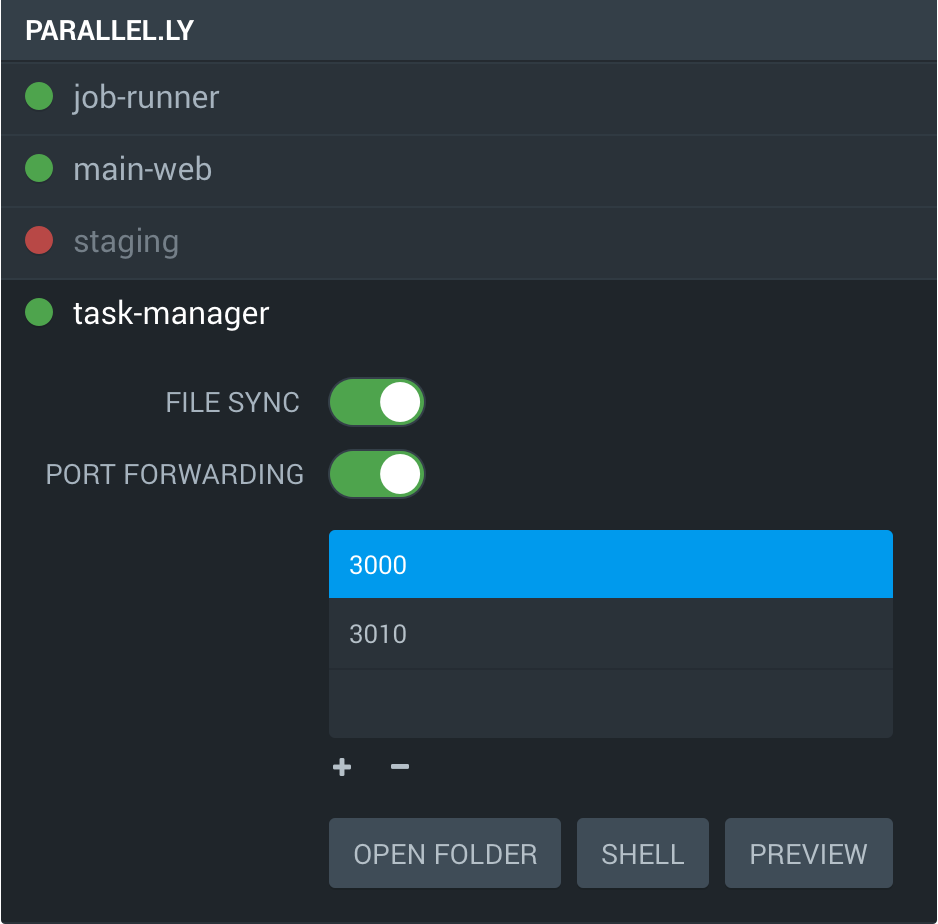 PARALLEL.LY
job-runner
main-web
staging
task-manager
FILE SYNC
PORT FORWARDING
3000
3010
+ −
OPEN FOLDER SHELL PREVIEW